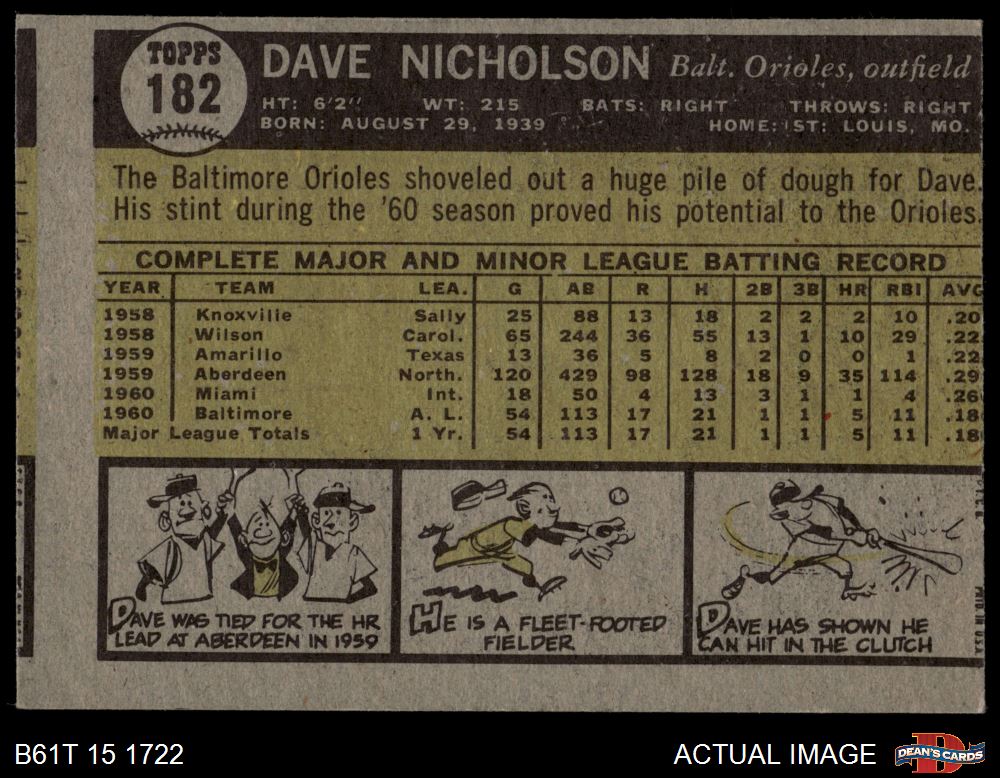 TOPPS
182
DAVE NICHOLSON Balt. Orioles, outfield
HT: 6'2" WT: 215 BATS: RIGHT THROWS: RIGHT
BORN: AUGUST 29, 1939 HOME: ST. LOUIS, MO.
The Baltimore Orioles shoveled out a huge pile of dough for Dave.
His stint during the '60 season proved his potential to the Orioles.
COMPLETE MAJOR AND MINOR LEAGUE BATTING RECORD
YEAR TEAM LEA. G AB R H 2B 3B HR RBI AVG
1958 Knoxville Sally 25 88 13 18 2 2 2 10 .20
1958 Wilson Carol. 65 244 36 55 13 1 10 29 .22
1959 Amarillo Texas 13 36 5 8 2 0 0 1 .22
1959 Aberdeen North. 120 429 98 128 18 9 35 114 .29
1960 Miami Int. 18 50 4 13 3 1 1 4 .26
1960 Baltimore A. L. 54 113 17 21 1 1 5 11 .18
Major League Totals 1 Yr. 54 113 17 21 1 1 5 11 .18
DAVE WAS TIED FOR THE HR
LEAD AT ABERDEEN IN 1959
HE IS A FLEET-FOOTED
FIELDER
DAVE HAS SHOWN HE
CAN HIT IN THE CLUTCH
PTD. IN U.S.A.
B61T 15 1722
ACTUAL IMAGE
DEAN'S CARDS